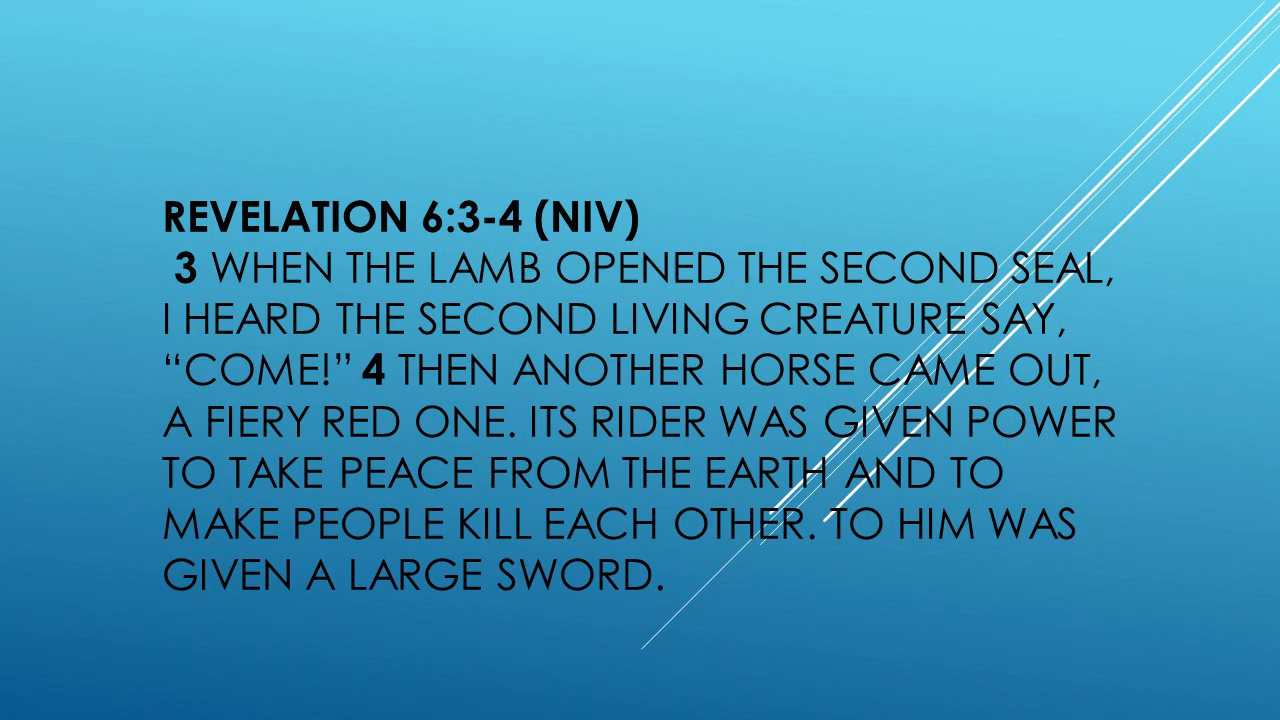 REVELATION 6:3-4 (NIV)
3 WHEN THE LAMB OPENED THE SECOND SEAL,
I HEARD THE SECOND LIVING CREATURE SAY,
“COME!” 4 THEN ANOTHER HORSE CAME OUT,
A FIERY RED ONE. ITS RIDER WAS GIVEN POWER
TO TAKE PEACE FROM THE EARTH AND TO
MAKE PEOPLE KILL EACH OTHER. TO HIM WAS
GIVEN A LARGE SWORD.